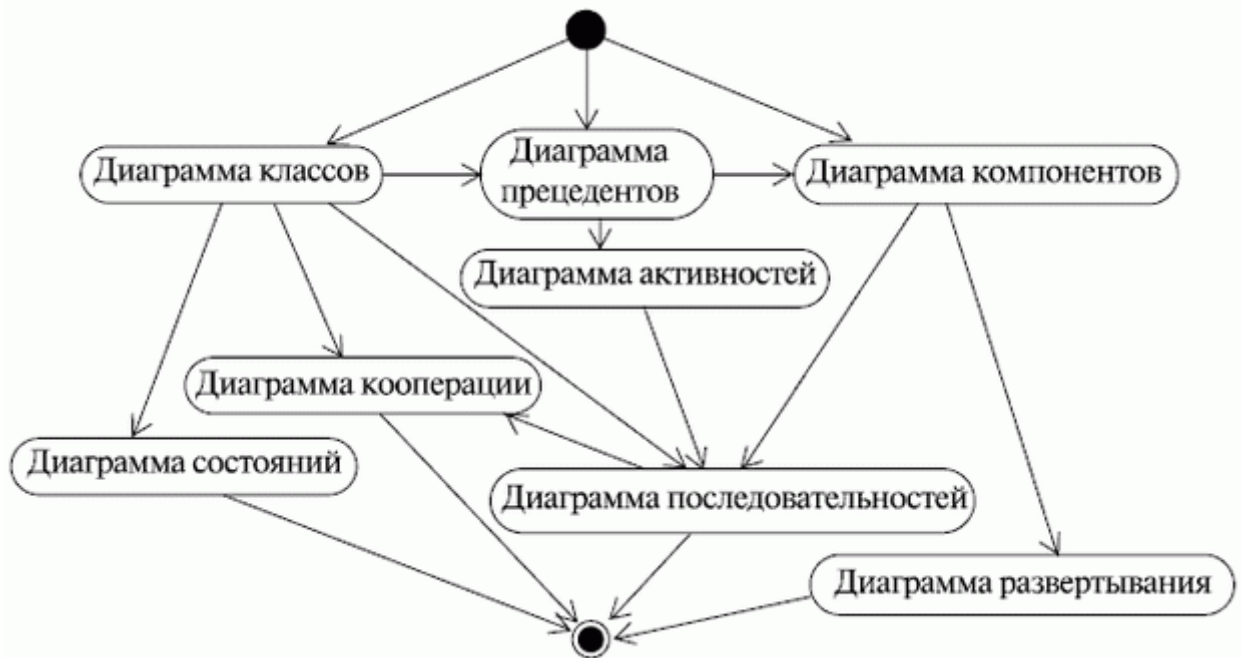 Диаграмма классов
Диаграмма
прецедентов
Диаграмма компонентов
Диаграмма активностей
Диаграмма кооперации
Диаграмма состояний
Диаграмма последовательностей
Диаграмма развертывания